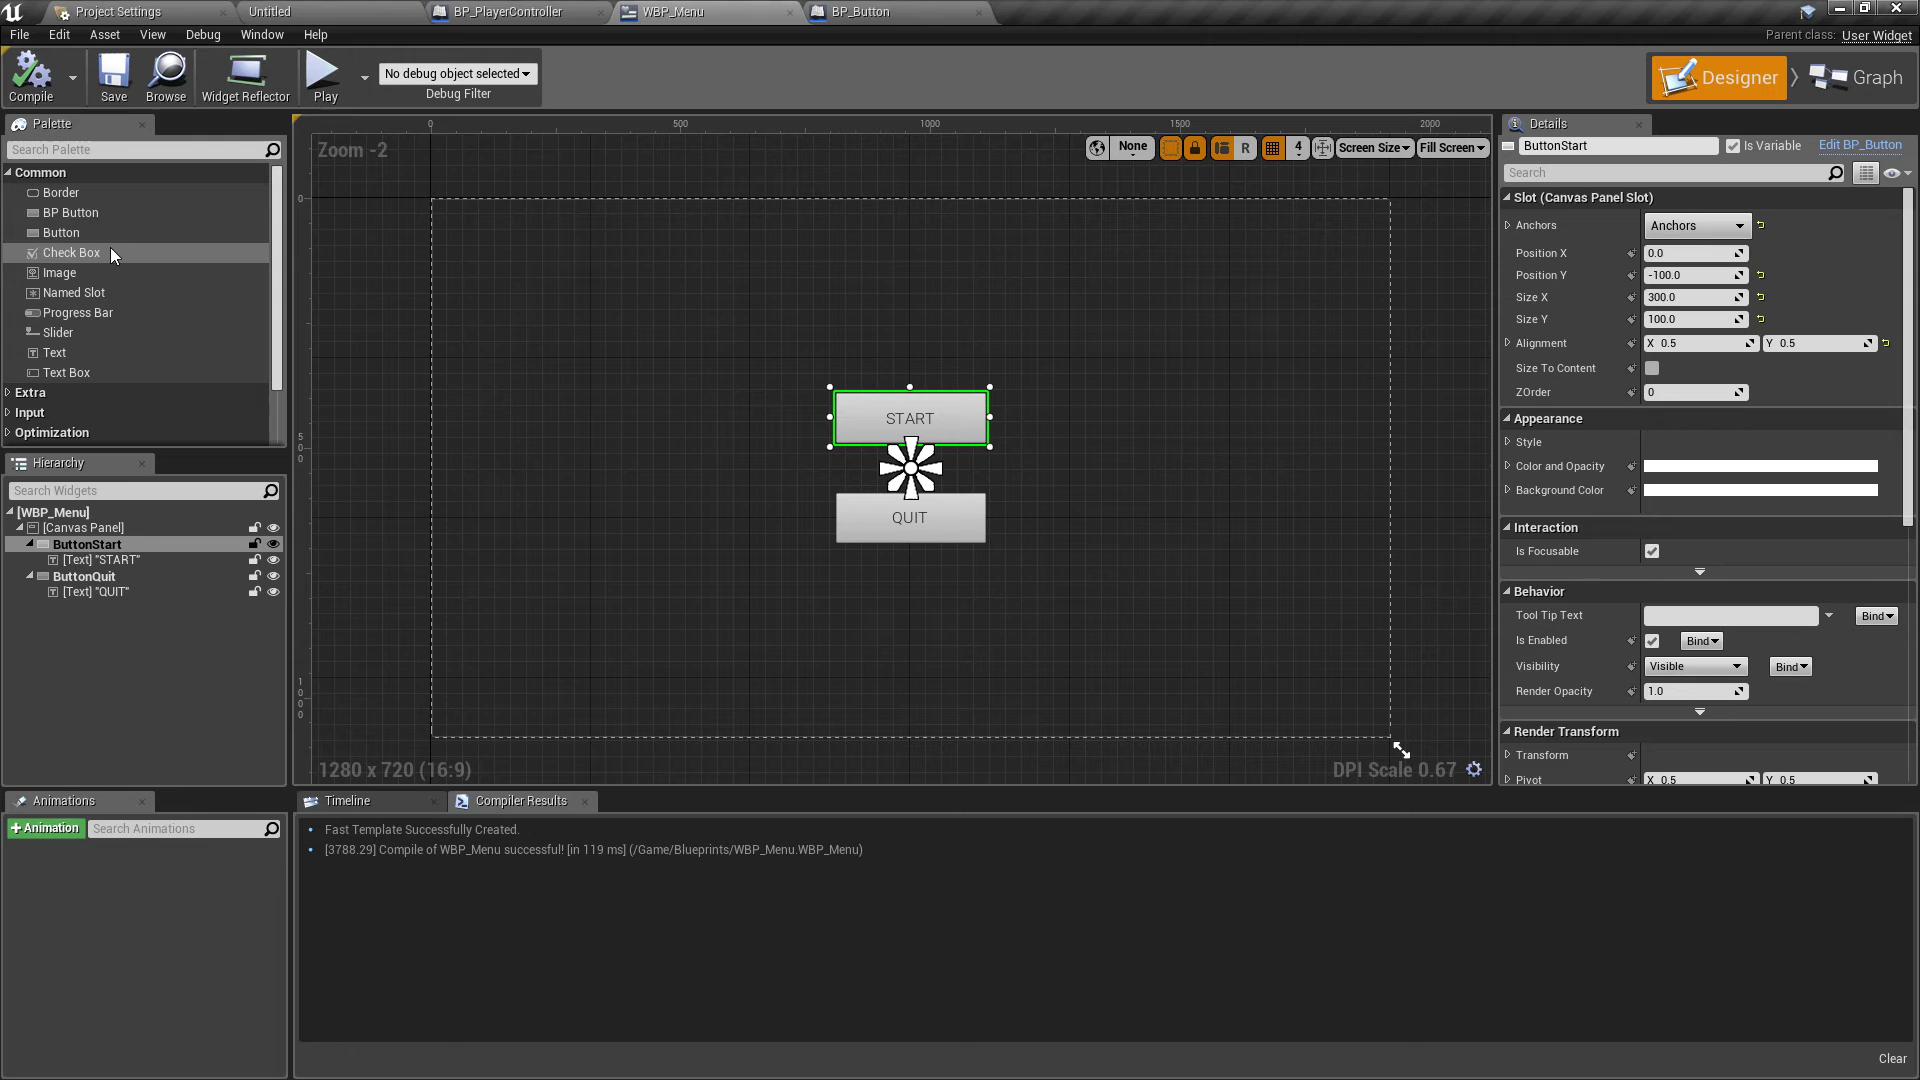 Project Settings
Untitled
BP_PlayerController
WBP_Menu
BP_Button
File Edit Asset View Debug Window Help
Parent class: User Widget
Compile
Save
Browse
Widget Reflector
Play
No debug object selected
Debug Filter
Designer
Graph
Palette
Search Palette
Common
Border
BP Button
Button
Check Box
Image
Named Slot
Progress Bar
Slider
Text
Text Box
Extra
Input
Optimization
Hierarchy
Search Widgets
[WBP_Menu]
[Canvas Panel]
ButtonStart
[Text] "START"
ButtonQuit
[Text] "QUIT"
Animations
+Animation
Search Animations
0 500 1000 1500 2000
Zoom -2
None
R
4
Screen Size
Fill Screen
0
500
1000
START
QUIT
1280 x 720 (16:9)
DPI Scale 0.67
Timeline
Compiler Results
• Fast Template Successfully Created.
• [3788.29] Compile of WBP_Menu successful! [in 119 ms] (/Game/Blueprints/WBP_Menu.WBP_Menu)
Clear
Details
ButtonStart
Is Variable
Edit BP_Button
Search
Slot (Canvas Panel Slot)
Anchors Anchors
Position X 0.0
Position Y -100.0
Size X 300.0
Size Y 100.0
Alignment X 0.5 Y 0.5
Size To Content
ZOrder 0
Appearance
Style
Color and Opacity
Background Color
Interaction
Is Focusable
Behavior
Tool Tip Text Bind
Is Enabled Bind
Visibility Visible Bind
Render Opacity 1.0
Render Transform
Transform
Pivot X 0.5 Y 0.5